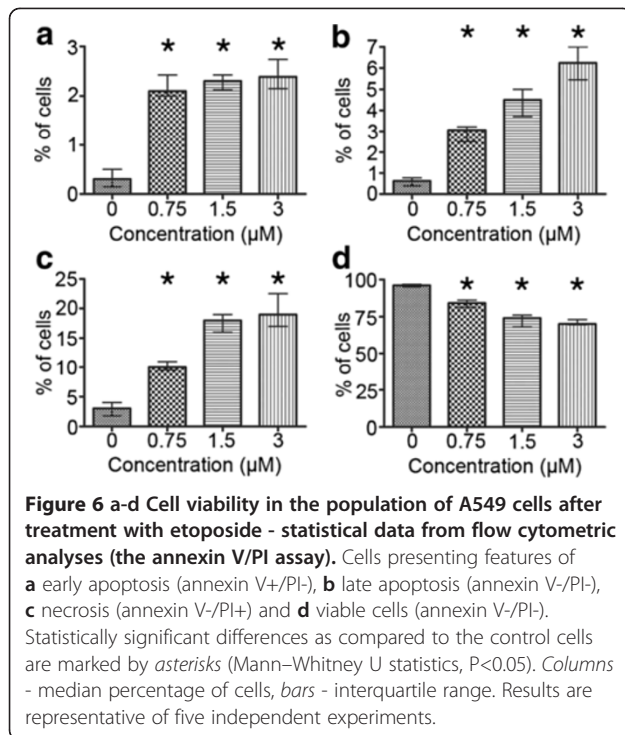 a
% of cells
3
2
1
0
* * *
0 0.75 1.5 3
Concentration (µM)
b
% of cells
7
6
5
4
3
2
1
0
* * *
0 0.75 1.5 3
Concentration (µM)
c
% of cells
25
20
15
10
5
0
* * *
0 0.75 1.5 3
Concentration (µM)
d
% of cells
100
75
50
25
0
* * *
0 0.75 1.5 3
Concentration (µM)
Figure 6 a-d Cell viability in the population of A549 cells after
treatment with etoposide - statistical data from flow cytometric
analyses (the annexin V/PI assay). Cells presenting features of
a early apoptosis (annexin V+/PI-), b late apoptosis (annexin V-/PI-),
c necrosis (annexin V-/PI+) and d viable cells (annexin V-/PI-).
Statistically significant differences as compared to the control cells
are marked by asterisks (Mann–Whitney U statistics, P<0.05). Columns
- median percentage of cells, bars - interquartile range. Results are
representative of five independent experiments.